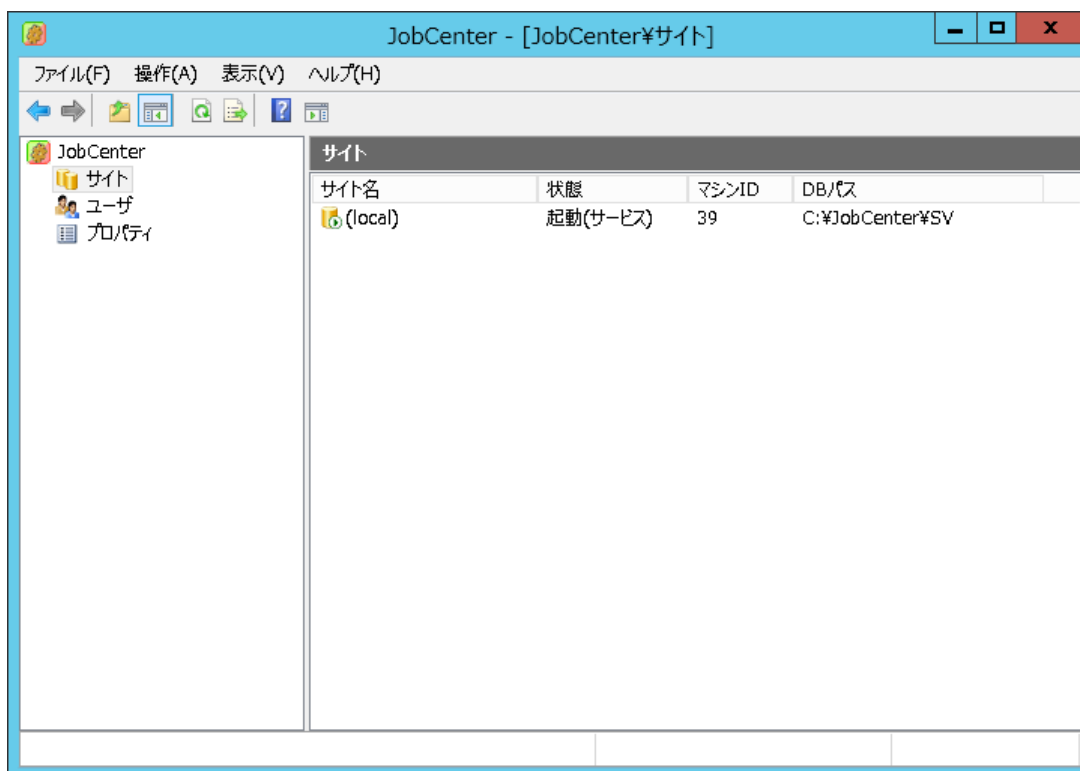 JobCenter - [JobCenter¥サイト]
ファイル(F) 操作(A) 表示(V) ヘルプ(H)
JobCenter
サイト
ユーザ
プロパティ
サイト
サイト名 状態 マシンID DBパス
(local) 起動(サービス) 39 C:¥JobCenter¥SV